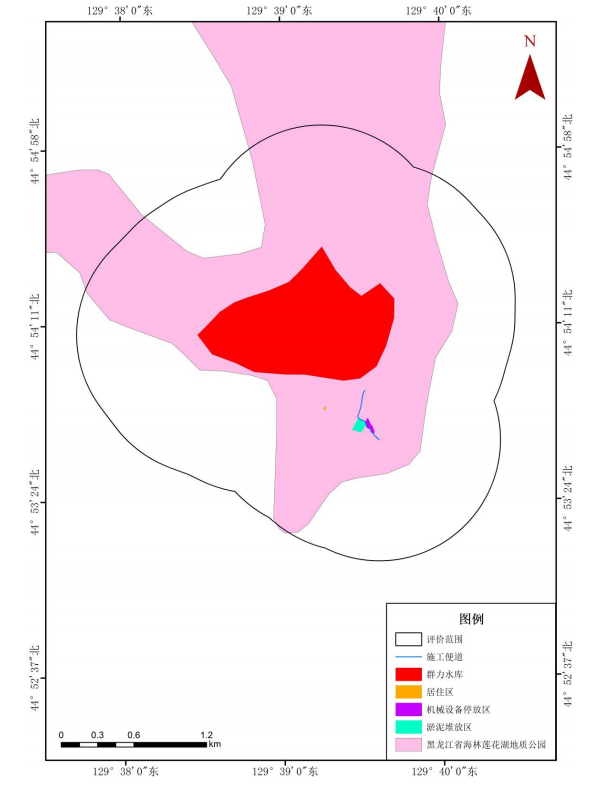 129° 38'0"东
129° 39'0"东
129° 40'0"东
N
44° 54'58"北
44° 54'58"北
44° 54'11"北
44° 54'11"北
44° 53'24"北
44° 53'24"北
44° 52'37"北
44° 52'37"北
图例
评价范围
施工便道
群力水库
居住区
机械设备停放区
淤泥堆放区
黑龙江省海林莲花湖地质公园
0 0.3 0.6 1.2
km
129° 38'0"东
129° 39'0"东
129° 40'0"东